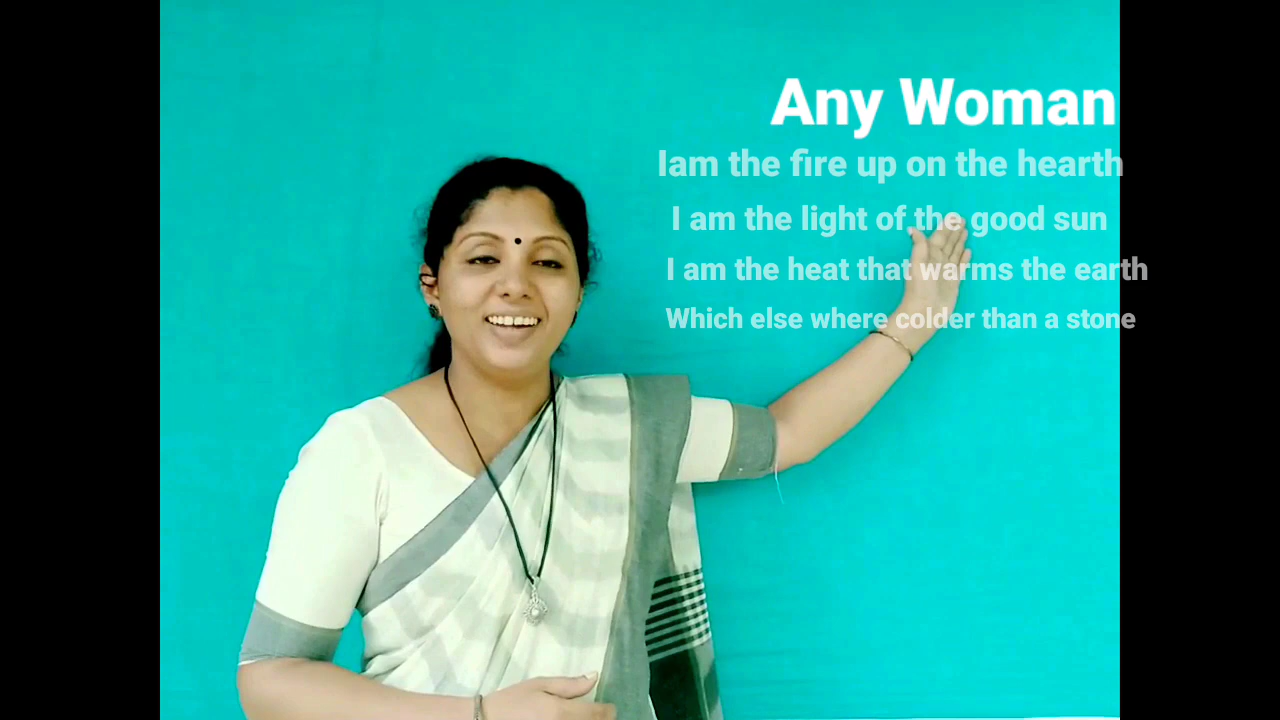 Any Woman
Iam the fire up on the hearth
I am the light of the good sun
I am the heat that warms the earth
Which else where colder than a stone